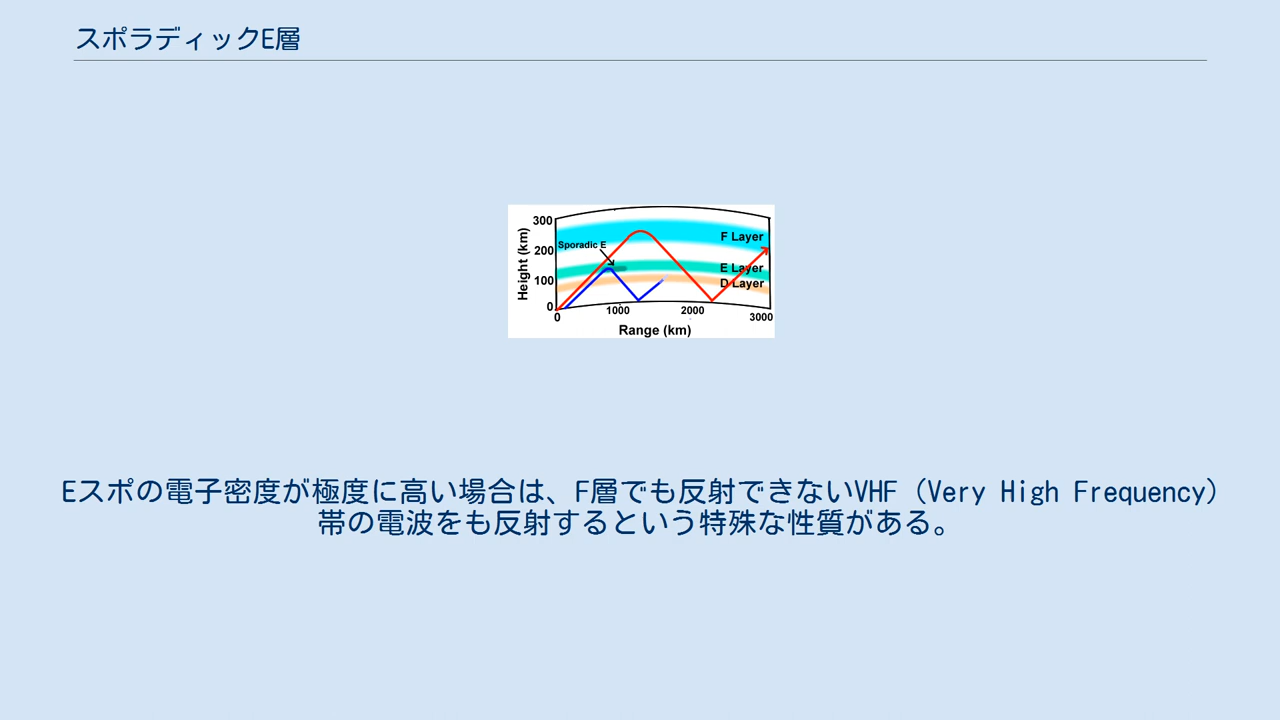 スポラディックE層
300
F Layer
Sporadic E
200
E Layer
100
D Layer
0
Height (km)
0
1000
2000
3000
Range (km)
Eスポの電子密度が極度に高い場合は、F層でも反射できないVHF（Very High Frequency）
帯の電波をも反射するという特殊な性質がある。